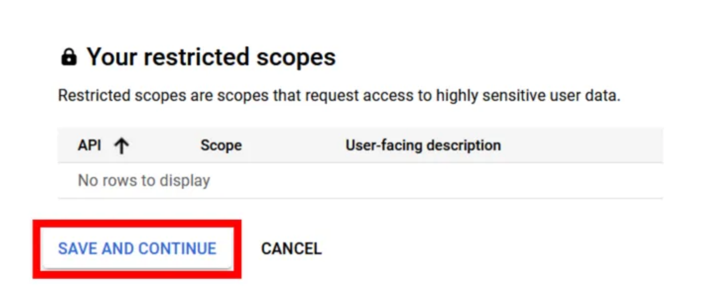 Your restricted scopes
Restricted scopes are scopes that request access to highly sensitive user data.
API Scope User-facing description
No rows to display
SAVE AND CONTINUE CANCEL